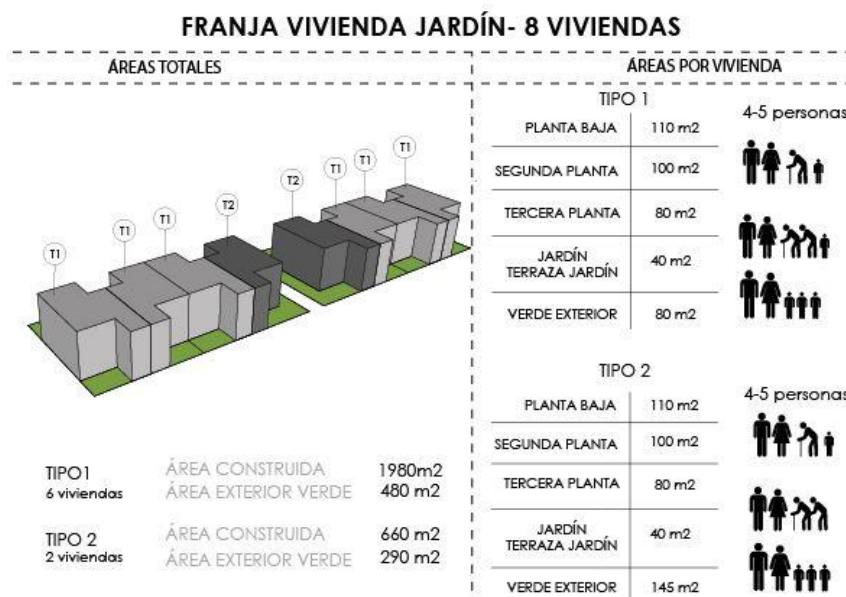 FRANJA VIVIENDA JARDÍN- 8 VIVIENDAS
ÁREAS TOTALES
T1
T1
T1
T2
T2
T1
T1
T1
TIPO1
6 viviendas
ÁREA CONSTRUIDA 1980m2
ÁREA EXTERIOR VERDE 480 m2
TIPO 2
2 viviendas
ÁREA CONSTRUIDA 660 m2
ÁREA EXTERIOR VERDE 290 m2
ÁREAS POR VIVIENDA
TIPO 1
4-5 personas
PLANTA BAJA 110 m2
SEGUNDA PLANTA 100 m2
TERCERA PLANTA 80 m2
JARDÍN
TERRAZA JARDÍN 40 m2
VERDE EXTERIOR 80 m2
TIPO 2
4-5 personas
PLANTA BAJA 110 m2
SEGUNDA PLANTA 100 m2
TERCERA PLANTA 80 m2
JARDÍN
TERRAZA JARDÍN 40 m2
VERDE EXTERIOR 145 m2